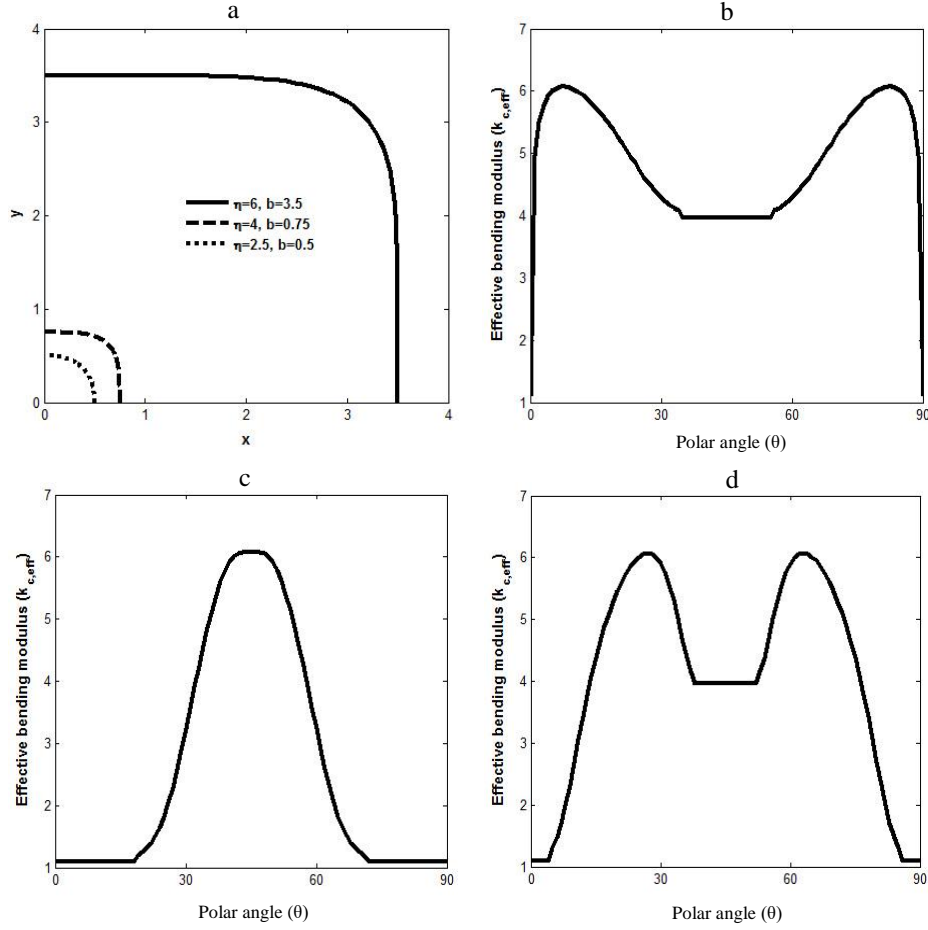 a
4
3
2
1
0
y
0
1
2
3
4
x
η=6, b=3.5
η=4, b=0.75
η=2.5, b=0.5
b
7
6
5
4
3
2
1
Effective bending modulus (k c,eff)
0
30
60
90
Polar angle (θ)
c
7
6
5
4
3
2
1
Effective bending modulus (k c,eff)
0
30
60
90
Polar angle (θ)
d
7
6
5
4
3
2
1
Effective bending modulus (k c,eff)
0
30
60
90
Polar angle (θ)